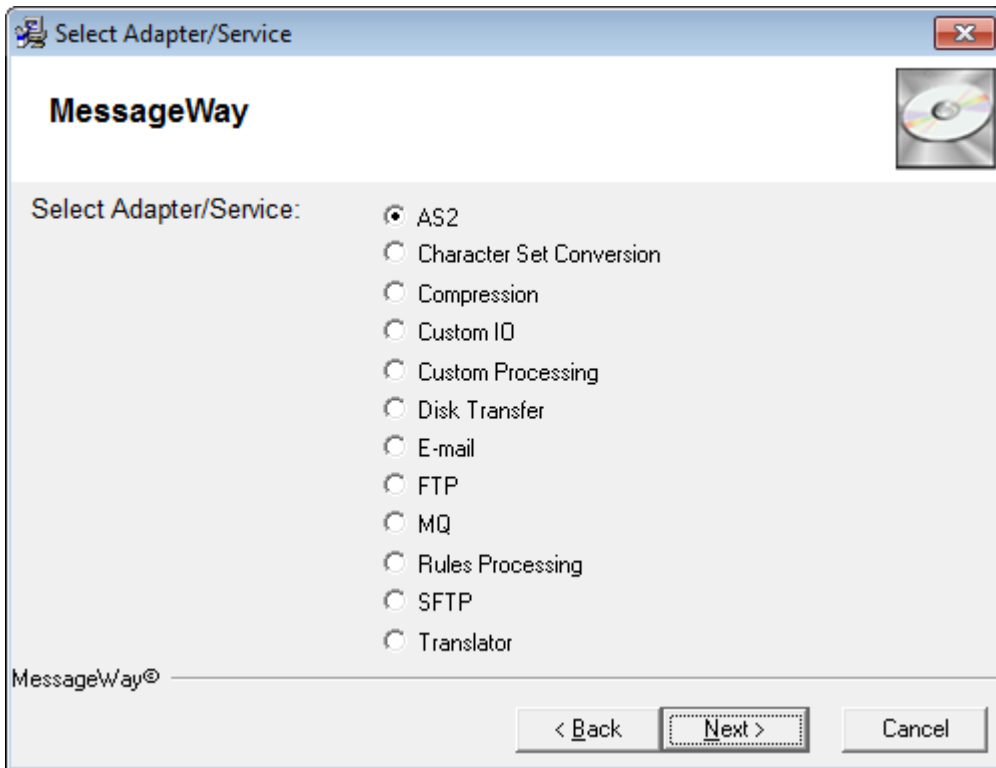 Select Adapter/Service
MessageWay
Select Adapter/Service:
AS2
Character Set Conversion
Compression
Custom IO
Custom Processing
Disk Transfer
E-mail
FTP
MQ
Rules Processing
SFTP
Translator
MessageWay©
< Back Next > Cancel